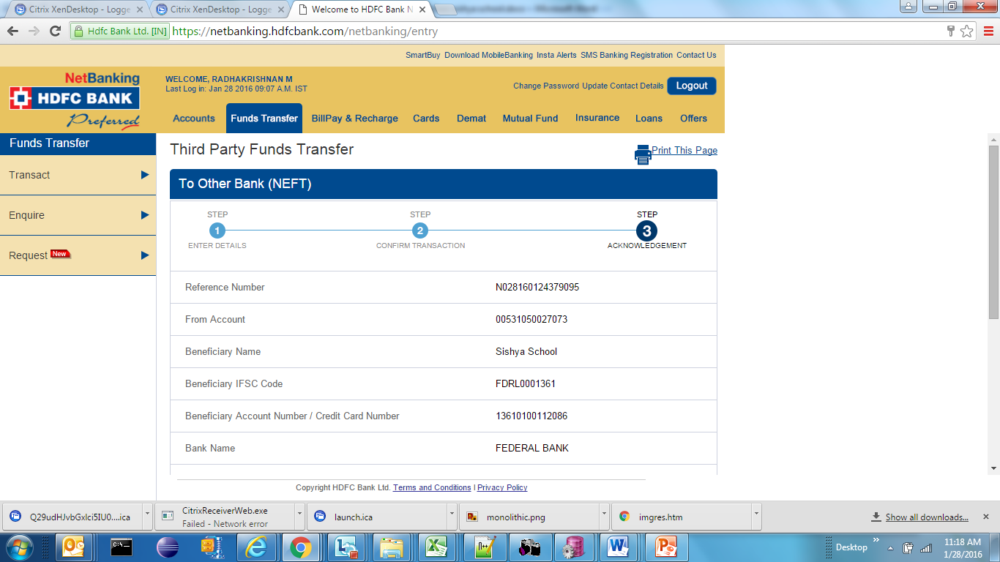 Citrix XenDesktop - Logge
Citrix XenDesktop - Logge
Welcome to HDFC Bank N
Hdfc Bank Ltd. [IN] https://netbanking.hdfcbank.com/netbanking/entry
SmartBuy Download MobileBanking Insta Alerts SMS Banking Registration Contact Us
NetBanking
HDFC BANK
Preferred
WELCOME, RADHAKRISHNAN M
Last Log in: Jan 28 2016 09:07 A.M. IST
Change Password Update Contact Details Logout
Accounts Funds Transfer BillPay & Recharge Cards Demat Mutual Fund Insurance Loans Offers
Funds Transfer
Transact
Enquire
Request New
Third Party Funds Transfer
Print This Page
To Other Bank (NEFT)
STEP STEP STEP
1 2 3
ENTER DETAILS CONFIRM TRANSACTION ACKNOWLEDGEMENT
Reference Number N028160124379095
From Account 00531050027073
Beneficiary Name Sishya School
Beneficiary IFSC Code FDRL0001361
Beneficiary Account Number / Credit Card Number 13610100112086
Bank Name FEDERAL BANK
Copyright HDFC Bank Ltd. Terms and Conditions | Privacy Policy
Q29udHJvbGxlci5IU0....ica
CitrixReceiverWeb.exe
Failed - Network error
launch.ica
monolithic.png
imgres.htm
Show all downloads...
Desktop
11:18 AM
1/28/2016